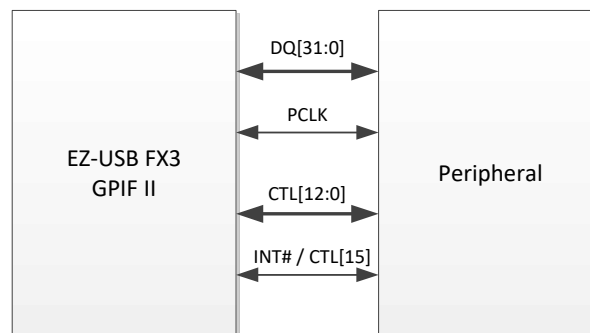 DQ[31:0]
PCLK
EZ-USB FX3
GPIF II
Peripheral
CTL[12:0]
INT# / CTL[15]